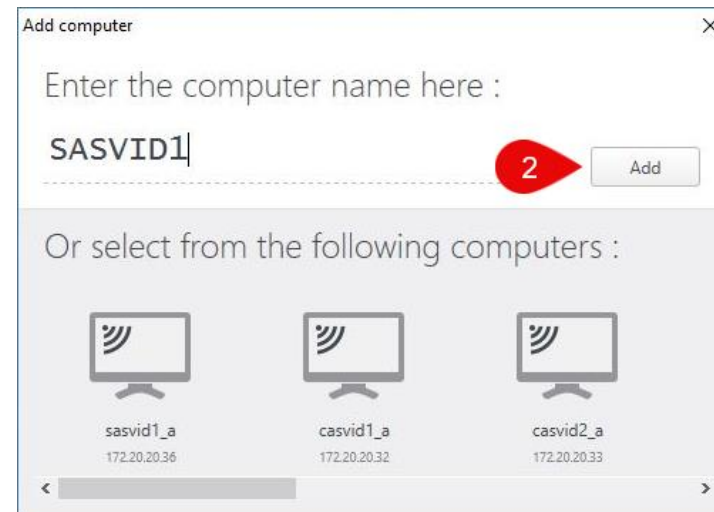 Add computer
Enter the computer name here :
SASVID1
2
Add
Or select from the following computers :
sasvid1_a casvid1_a casvid2_a
172.20.20.36 172.20.20.32 172.20.20.33